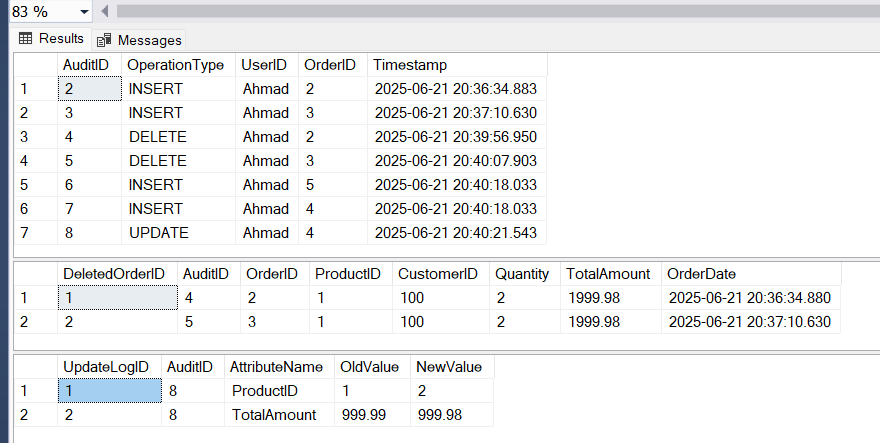 83 %
Results Messages
AuditID OperationType UserID OrderID Timestamp
1 2 INSERT Ahmad 2 2025-06-21 20:36:34.883
2 3 INSERT Ahmad 3 2025-06-21 20:37:10.630
3 4 DELETE Ahmad 2 2025-06-21 20:39:56.950
4 5 DELETE Ahmad 3 2025-06-21 20:40:07.903
5 6 INSERT Ahmad 5 2025-06-21 20:40:18.033
6 7 INSERT Ahmad 4 2025-06-21 20:40:18.033
7 8 UPDATE Ahmad 4 2025-06-21 20:40:21.543
DeletedOrderID AuditID OrderID ProductID CustomerID Quantity TotalAmount OrderDate
1 1 4 2 1 100 2 1999.98 2025-06-21 20:36:34.880
2 2 5 3 1 100 2 1999.98 2025-06-21 20:37:10.630
UpdateLogID AuditID AttributeName OldValue NewValue
1 1 8 ProductID 1 2
2 2 8 TotalAmount 999.99 999.98